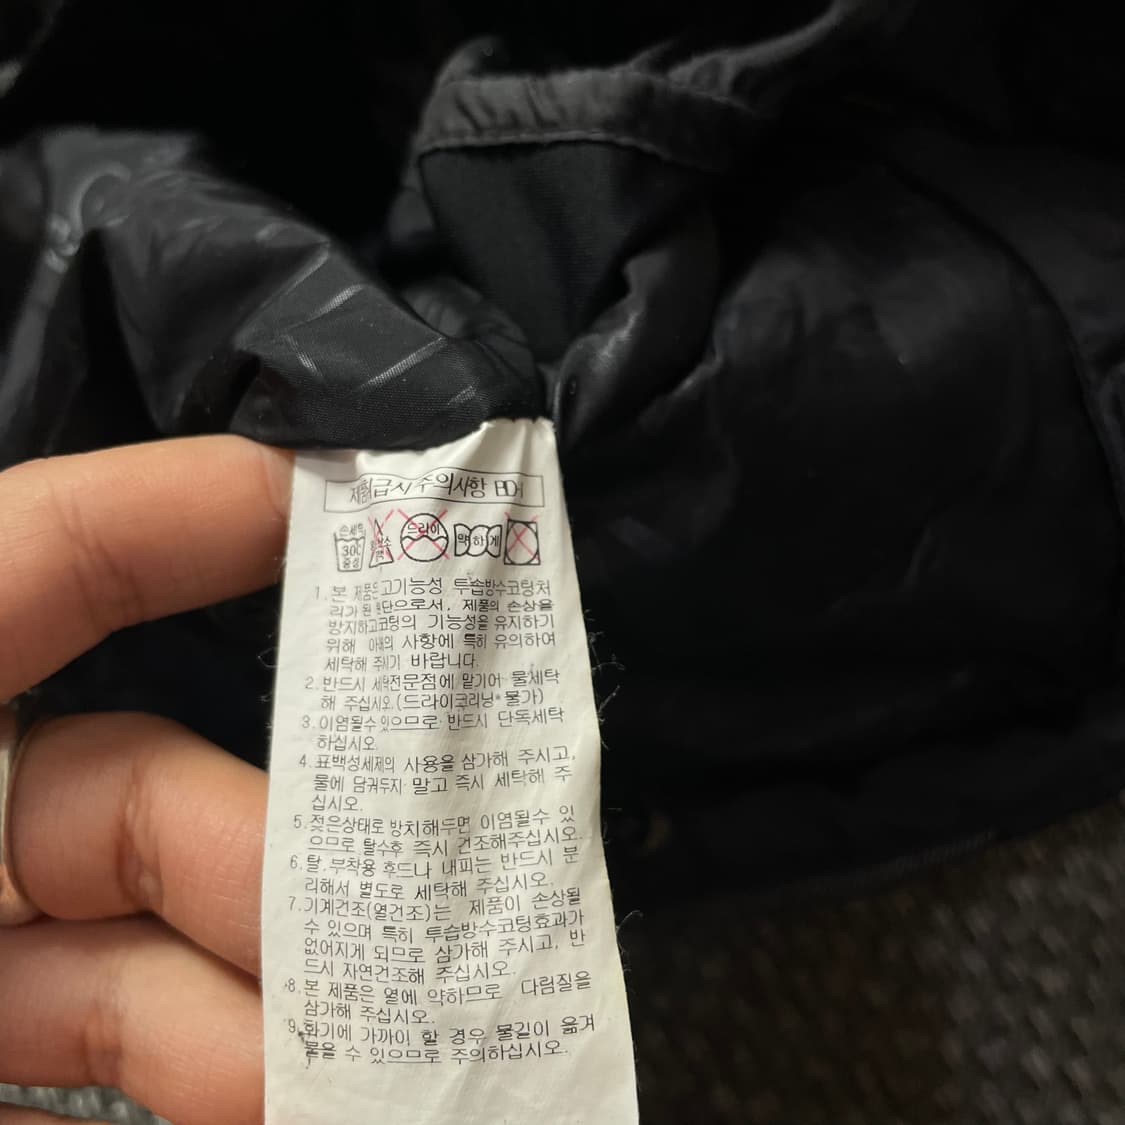 급시 주의사항
손세탁
30℃
중성
드라이
약하게
1. 본 제품은 고기능성 투습방수코팅처
리가 된 원단으로서, 제품의 손상을
방지하고 코팅의 기능성을 유지하기
위해 아래의 사항에 특히 유의하여
세탁해 주시기 바랍니다.
2. 반드시 세탁전문점에 맡기어 물세탁
해 주십시오.(드라이크리닝*불가)
3. 이염될수 있으므로 반드시 단독세탁
하십시오.
4. 표백성세제의 사용을 삼가해 주시고,
물에 담궈두지 말고 즉시 세탁해 주
십시오.
5. 젖은상태로 방치해두면 이염될수 있
으므로 탈수후 즉시 건조해주십시오.
6. 탈.부착용 후드나 내피는 반드시 분
리해서 별도로 세탁해 주십시오.
7. 기계건조(열건조)는 제품이 손상될
수 있으며 특히 투습방수코팅효과가
없어지게 되므로 삼가해 주시고, 반
드시 자연건조해 주십시오.
8. 본 제품은 열에 약하므로 다림질을
삼가해 주십시오.
9. 화기에 가까이 할 경우 불길이 옮겨
붙을 수 있으므로 주의하십시오.